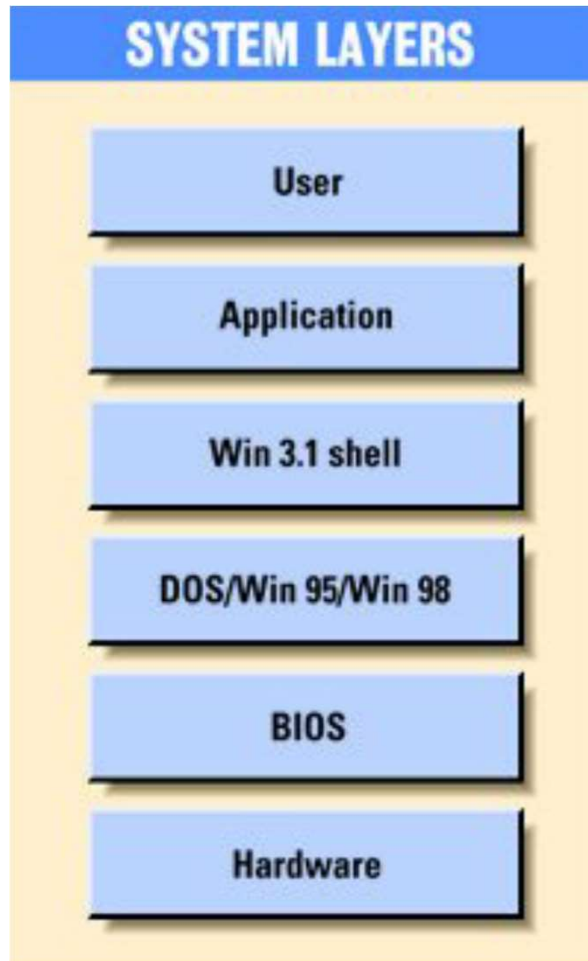 SYSTEM LAYERS
User
Application
Win 3.1 shell
DOS/Win 95/Win 98
BIOS
Hardware